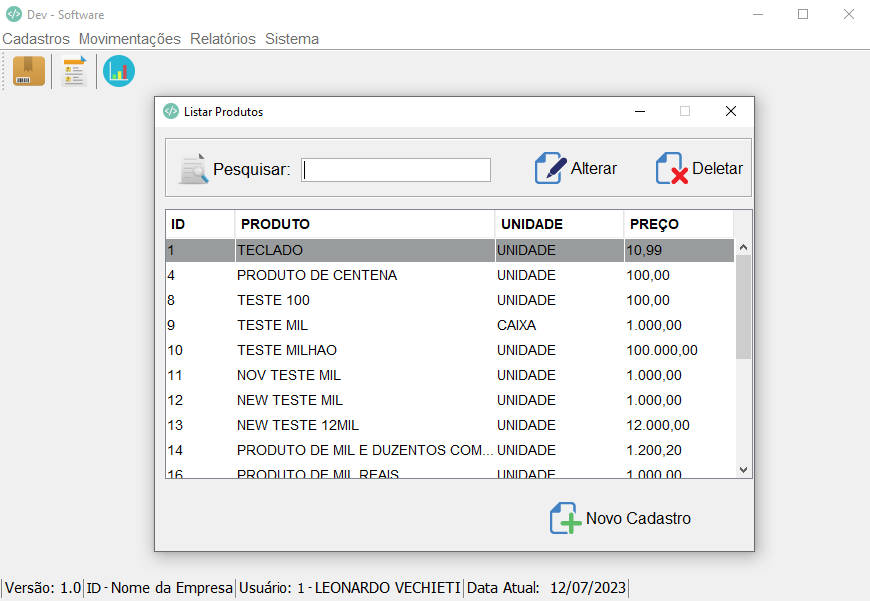 Dev - Software
Cadastros Movimentações Relatórios Sistema
Listar Produtos
Pesquisar: Alterar Deletar
ID PRODUTO UNIDADE PREÇO
1 TECLADO UNIDADE 10,99
4 PRODUTO DE CENTENA UNIDADE 100,00
8 TESTE 100 UNIDADE 100,00
9 TESTE MIL CAIXA 1.000,00
10 TESTE MILHAO UNIDADE 100.000,00
11 NOV TESTE MIL UNIDADE 1.000,00
12 NEW TESTE MIL UNIDADE 1.000,00
13 NEW TESTE 12MIL UNIDADE 12.000,00
14 PRODUTO DE MIL E DUZENTOS COM... UNIDADE 1.200,20
16 PRODUTO DE MIL REAIS UNIDADE 1.000,00
Novo Cadastro
Versão: 1.0 ID - Nome da Empresa Usuário: 1 - LEONARDO VECHIETI Data Atual: 12/07/2023